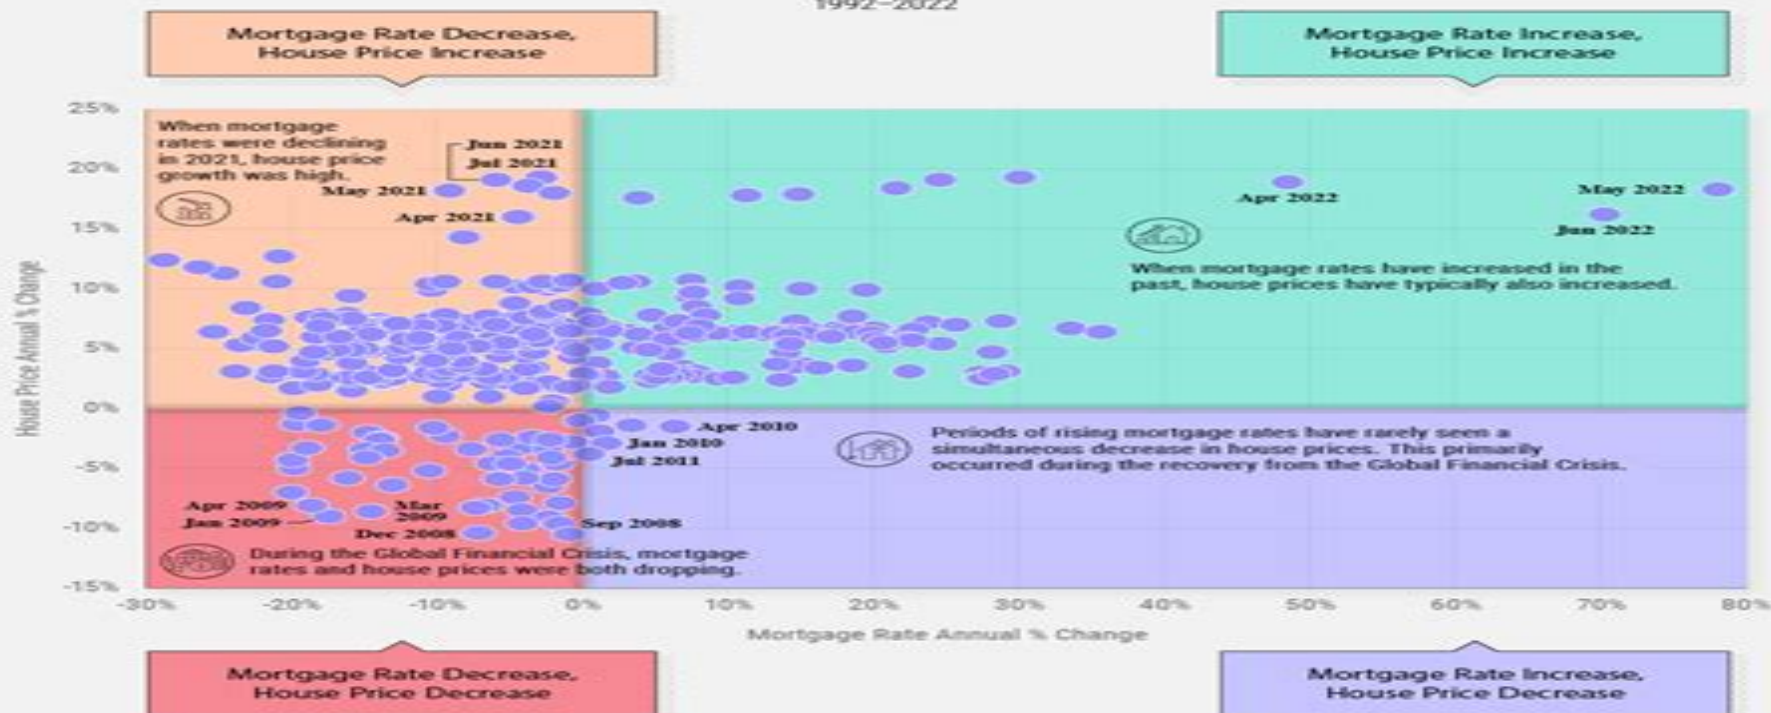 1992–2022
Mortgage Rate Decrease,
House Price Increase
Mortgage Rate Increase,
House Price Increase
25%
20%
15%
10%
5%
0%
-5%
-10%
-15%
House Price Annual % Change
When mortgage
rates were declining
in 2021, house price
growth was high.
Jun 2021
Jul 2021
May 2021
Apr 2021
Apr 2022
May 2022
Jun 2022
When mortgage rates have increased in the
past, house prices have typically also increased.
Apr 2010
Jan 2010
Jul 2011
Periods of rising mortgage rates have rarely seen a
simultaneous decrease in house prices. This primarily
occurred during the recovery from the Global Financial Crisis.
Apr 2009
Jan 2009
Mar
2009
Dec 2008
Sep 2008
During the Global Financial Crisis, mortgage
rates and house prices were both dropping.
-30%
-20%
-10%
0%
10%
20%
30%
40%
50%
60%
70%
80%
Mortgage Rate Annual % Change
Mortgage Rate Decrease,
House Price Decrease
Mortgage Rate Increase,
House Price Decrease